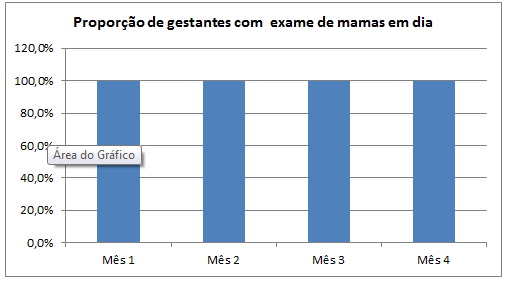 Proporção de gestantes com  exame de mamas em dia
120,0%
100,0%
80,0%
60,0%
Área do Gráfico
40,0%
20,0%
0,0%
Mês 1 Mês 2 Mês 3 Mês 4